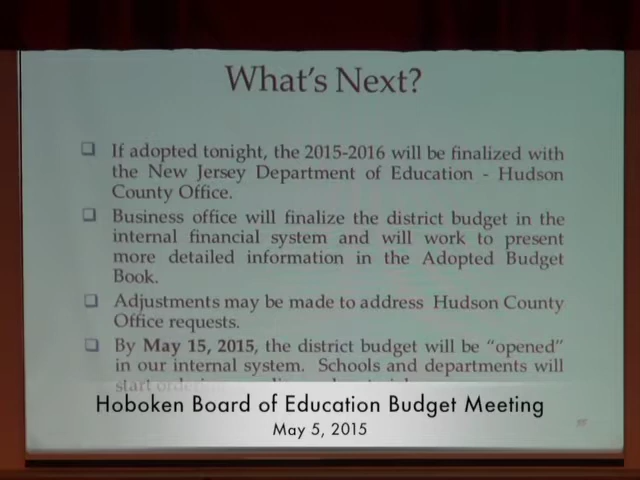 What's Next?
❑ If adopted tonight, the 2015-2016 will be finalized with
the New Jersey Department of Education - Hudson
County Office.
❑ Business office will finalize the district budget in the
internal financial system and will work to present
more detailed information in the Adopted Budget
Book.
❑ Adjustments may be made to address Hudson County
Office requests.
❑ By May 15, 2015, the district budget will be “opened”
in our internal system. Schools and departments will
start
Hoboken Board of Education Budget Meeting
May 5, 2015